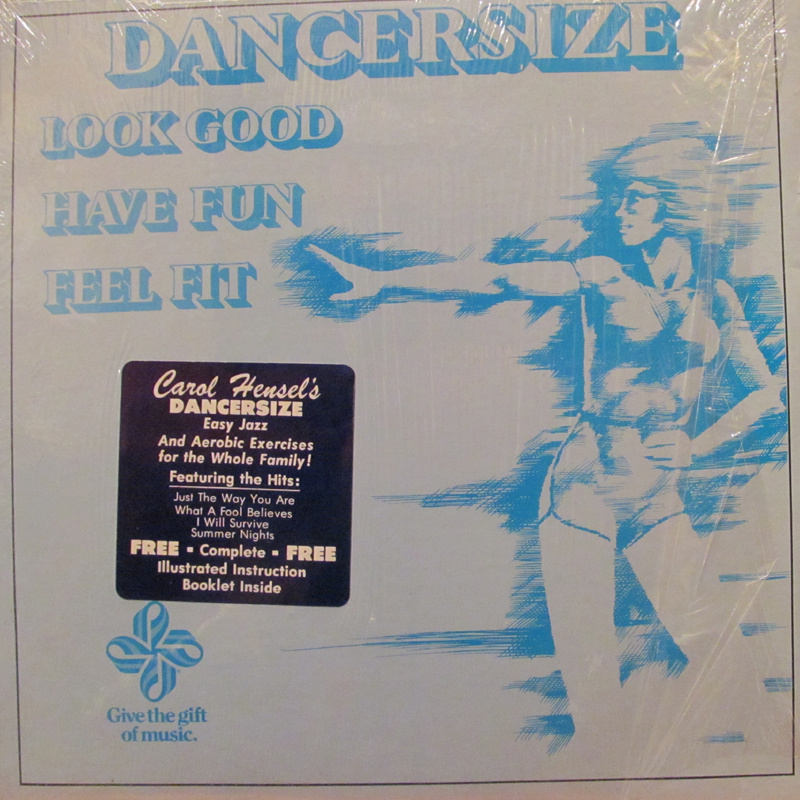 DANCERSIZE
LOOK GOOD
HAVE FUN
FEEL FIT
Carol Hensel's
DANCERSIZE
Easy Jazz
And Aerobic Exercises
for the Whole Family!
Featuring the Hits:
Just The Way You Are
What A Fool Believes
I Will Survive
Summer Nights
FREE ▪ Complete ▪ FREE
Illustrated Instruction
Booklet Inside
Give the gift
of music.